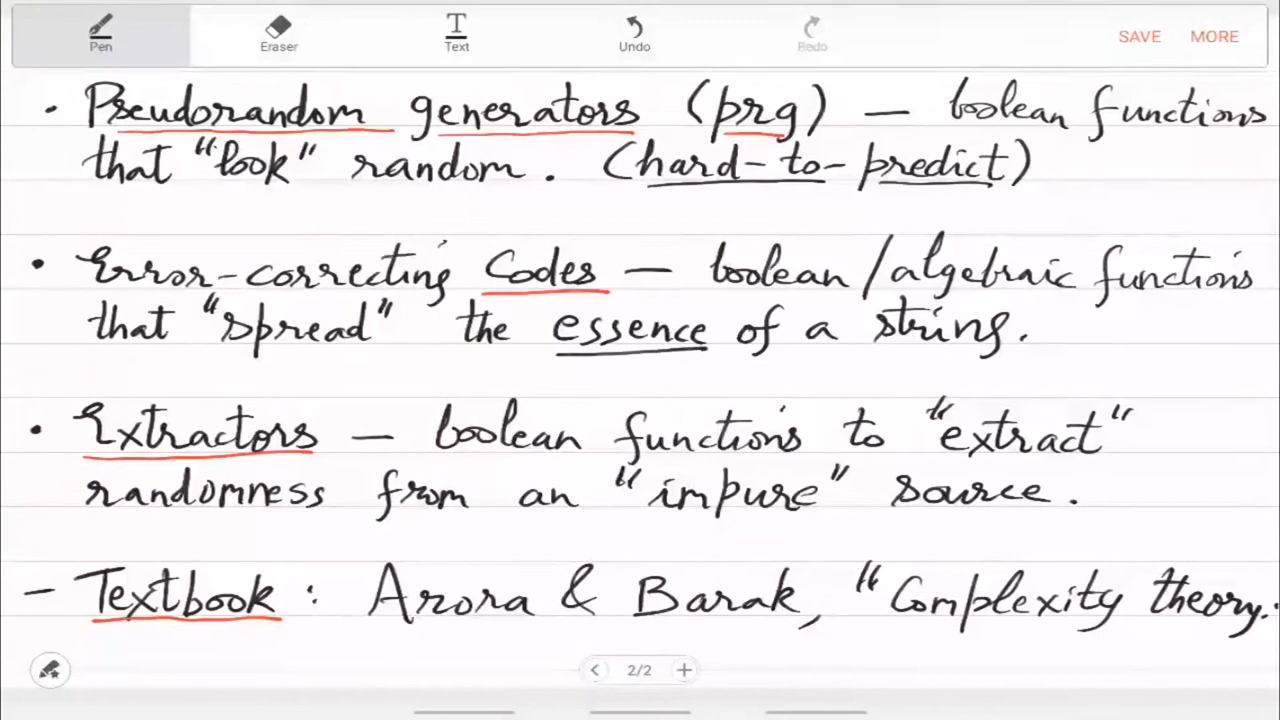 Pen Eraser Text Undo Redo SAVE MORE
· Pseudorandom generators (prg) — boolean functions
that "look" random. (hard-to-predict)
· Error-correcting Codes — boolean/algebraic functions
that "spread" the essence of a string.
· Extractors — boolean functions to "extract"
randomness from an "impure" source.
- Textbook: Arora & Barak, "Complexity theory..
2/2